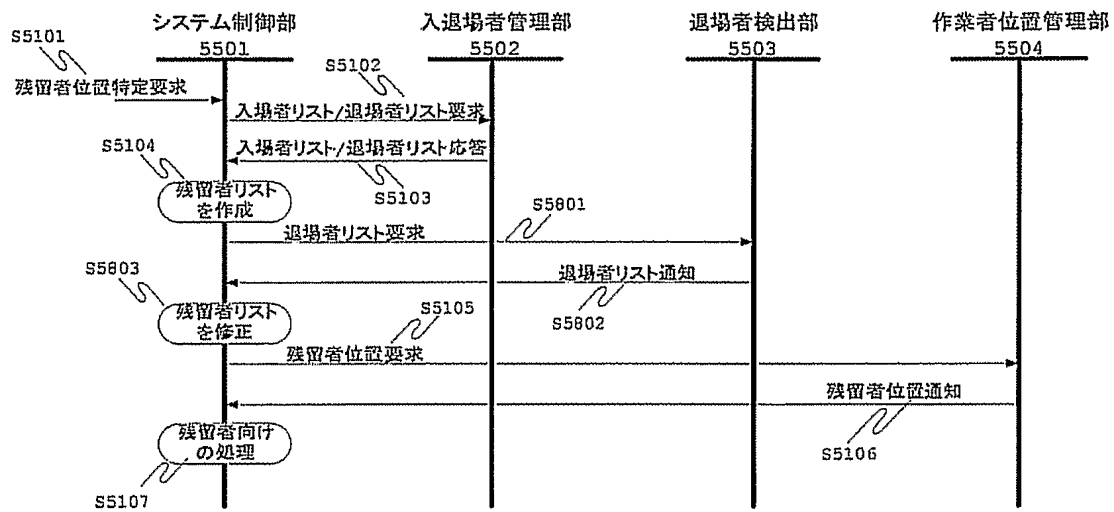 システム制御部
5501
入退場者管理部
5502
退場者検出部
5503
作業者位置管理部
5504
S5101
残留者位置特定要求
S5102
入場者リスト/退場者リスト要求
入場者リスト/退場者リスト応答
S5103
S5104
残留者リスト
を作成
S5801
退場者リスト要求
退場者リスト通知
S5802
S5803
残留者リスト
を修正
S5105
残留者位置要求
残留者位置通知
S5106
残留者向け
の処理
S5107